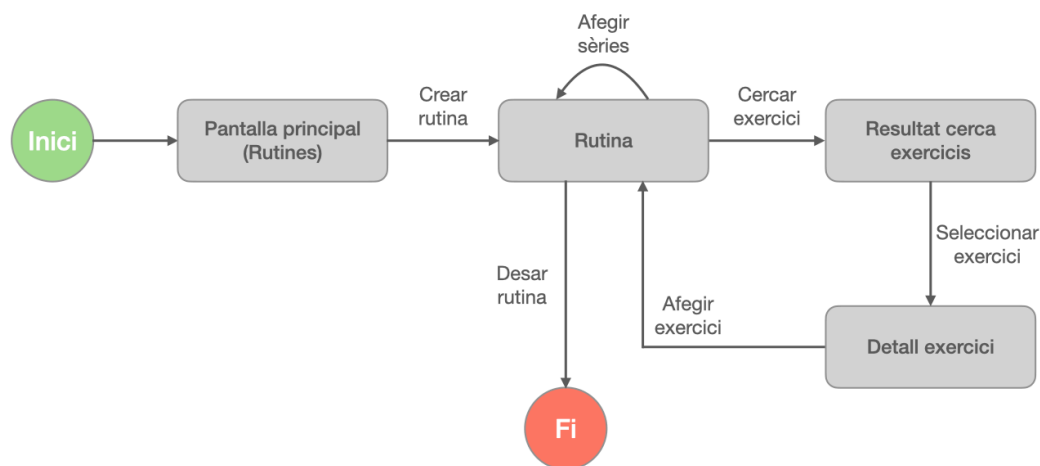 Afegir
sèries
Crear
rutina
Cercar
exercici
Inici
Pantalla principal
(Rutines)
Rutina
Resultat cerca
exercicis
Seleccionar
exercici
Desar
rutina
Afegir
exercici
Detall exercici
Fi